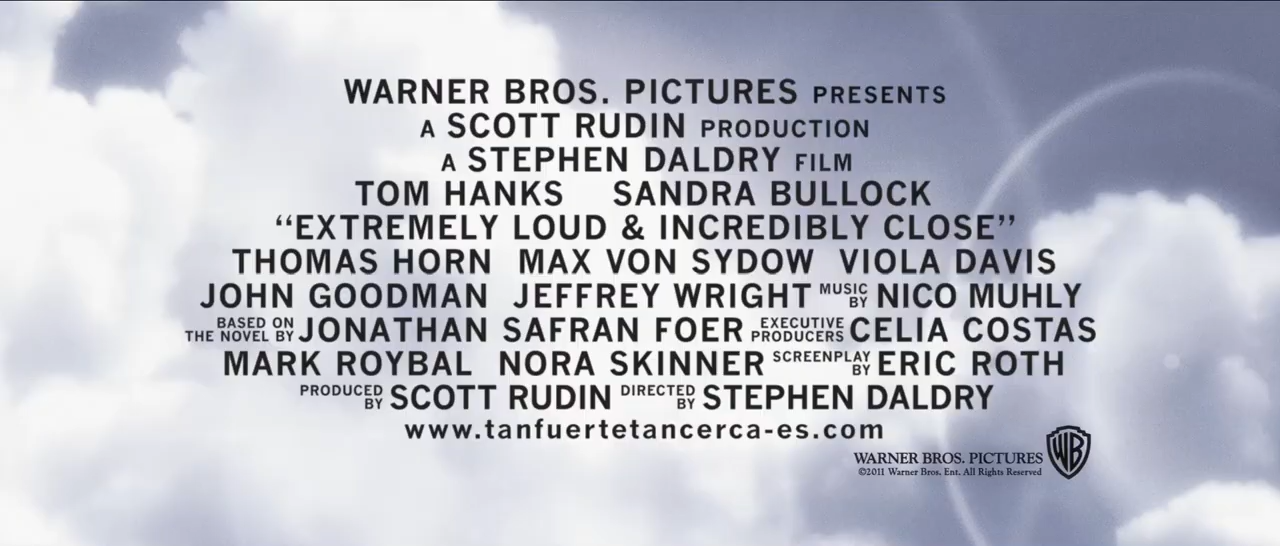 WARNER BROS. PICTURES PRESENTS
A SCOTT RUDIN PRODUCTION
A STEPHEN DALDRY FILM
TOM HANKS SANDRA BULLOCK
“EXTREMELY LOUD & INCREDIBLY CLOSE”
THOMAS HORN MAX VON SYDOW VIOLA DAVIS
JOHN GOODMAN JEFFREY WRIGHT MUSIC BY NICO MUHLY
BASED ON THE NOVEL BY JONATHAN SAFRAN FOER EXECUTIVE PRODUCERS CELIA COSTAS
MARK ROYBAL NORA SKINNER SCREENPLAY BY ERIC ROTH
PRODUCED BY SCOTT RUDIN DIRECTED BY STEPHEN DALDRY
www.tanfuertetancerca-es.com
WARNER BROS. PICTURES WB
©2011 Warner Bros. Ent. All Rights Reserved